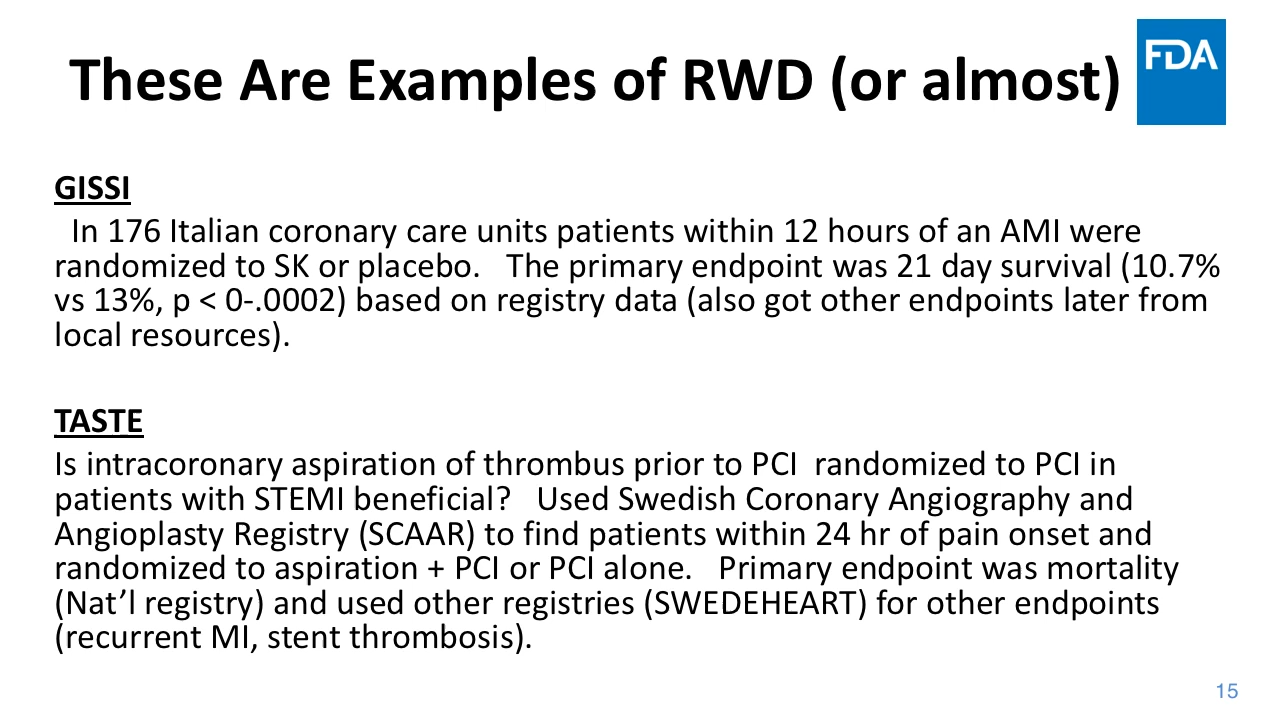 These Are Examples of RWD (or almost)
FDA
GISSI
In 176 Italian coronary care units patients within 12 hours of an AMI were
randomized to SK or placebo.   The primary endpoint was 21 day survival (10.7%
vs 13%, p < 0-.0002) based on registry data (also got other endpoints later from
local resources).
TASTE
Is intracoronary aspiration of thrombus prior to PCI  randomized to PCI in
patients with STEMI beneficial?   Used Swedish Coronary Angiography and
Angioplasty Registry (SCAAR) to find patients within 24 hr of pain onset and
randomized to aspiration + PCI or PCI alone.   Primary endpoint was mortality
(Nat’l registry) and used other registries (SWEDEHEART) for other endpoints
(recurrent MI, stent thrombosis).
15